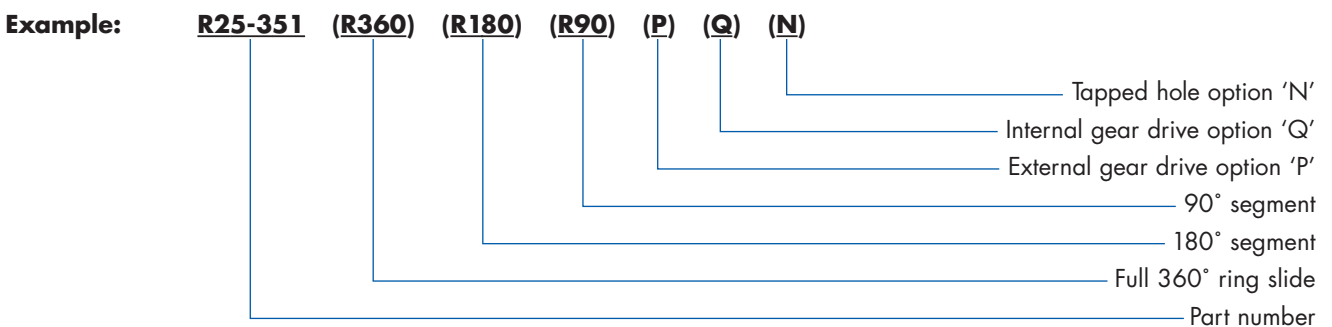 Example: R25-351 (R360) (R180) (R90) (P) (Q) (N)
Tapped hole option ‘N’
Internal gear drive option ‘Q’
External gear drive option ‘P’
90˚ segment
180˚ segment
Full 360˚ ring slide
Part number